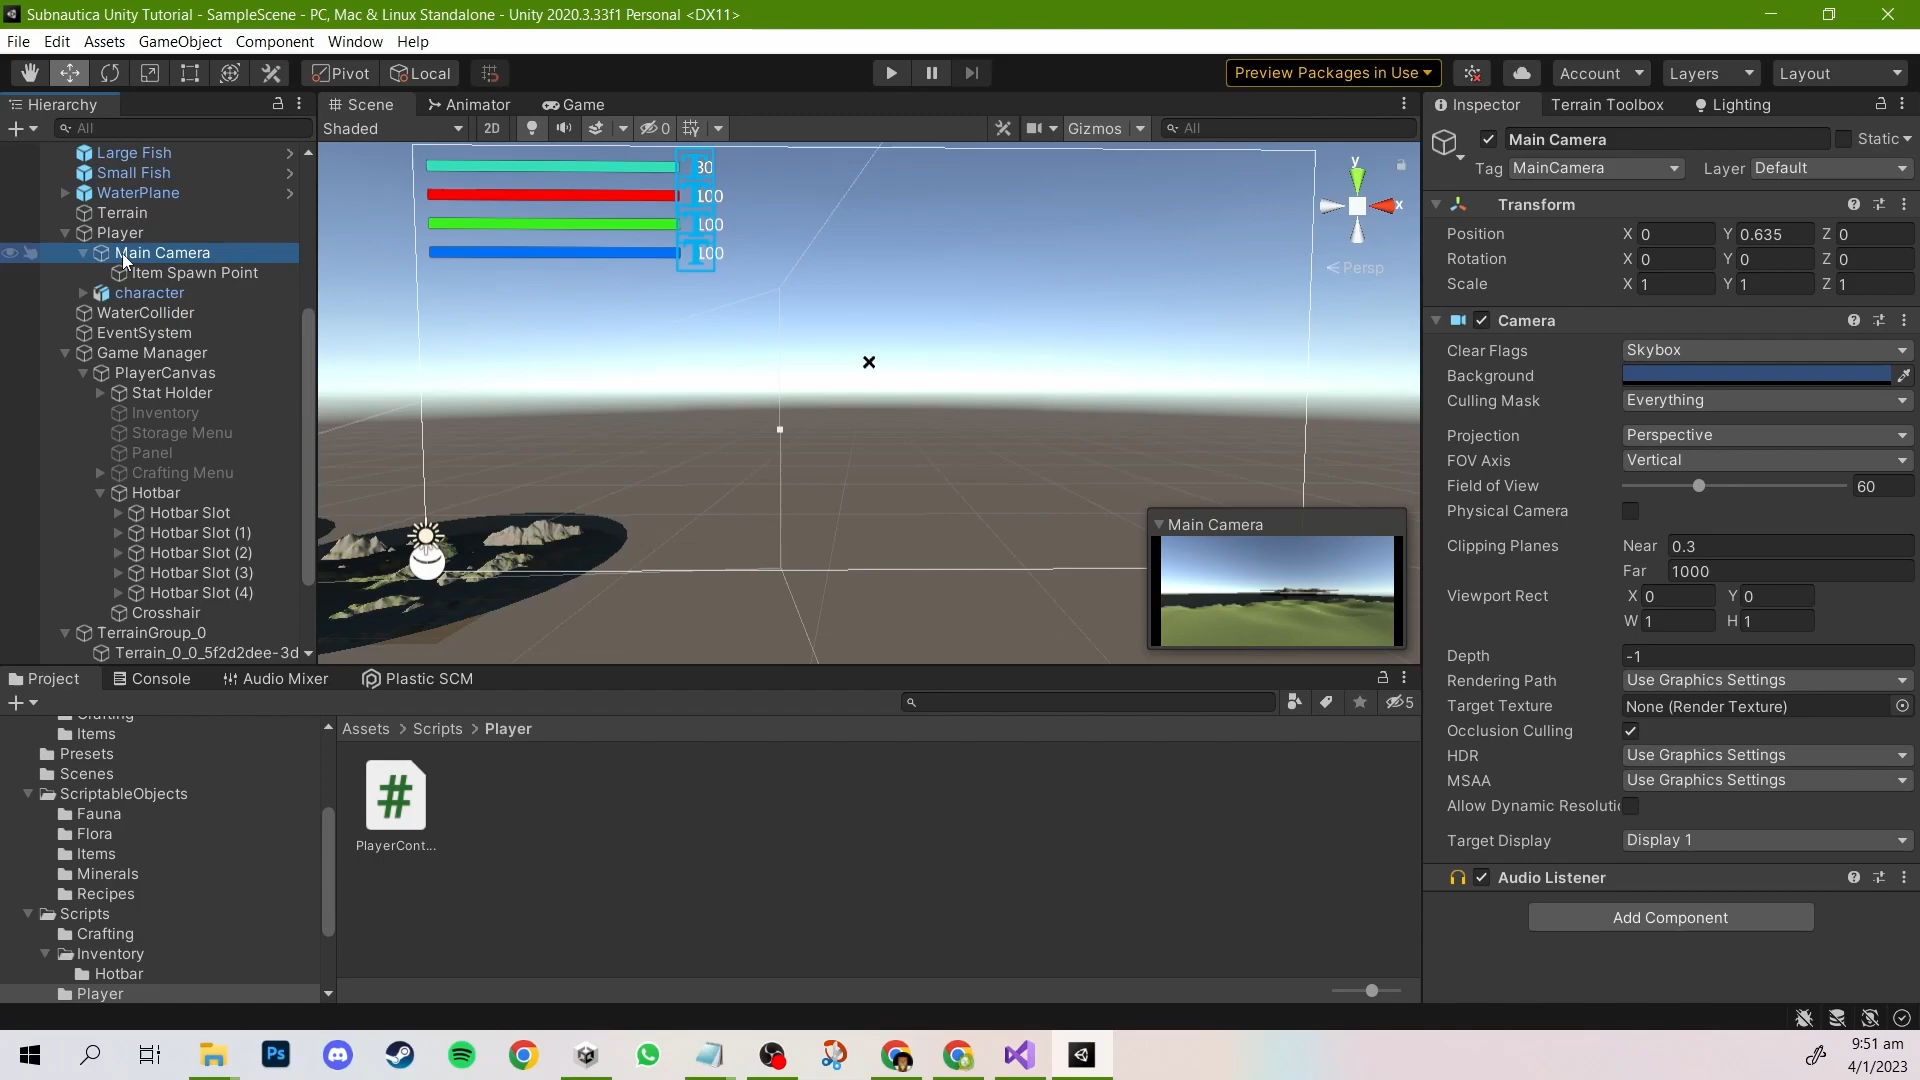 Subnautica Unity Tutorial - SampleScene - PC, Mac & Linux Standalone - Unity 2020.3.33f1 Personal <DX11>
File Edit Assets GameObject Component Window Help
Pivot Local Preview Packages in Use Account Layers Layout
Hierarchy
All
Large Fish
Small Fish
WaterPlane
Terrain
Player
Main Camera
Item Spawn Point
character
WaterCollider
EventSystem
Game Manager
PlayerCanvas
Stat Holder
Inventory
Storage Menu
Panel
Crafting Menu
Hotbar
Hotbar Slot
Hotbar Slot (1)
Hotbar Slot (2)
Hotbar Slot (3)
Hotbar Slot (4)
Crosshair
TerrainGroup_0
Terrain_0_0_5f2d2dee-3d
Scene Animator Game
Shaded 2D 0 Gizmos All
30
100
100
100
y
x
Persp
Main Camera
Inspector Terrain Toolbox Lighting
Main Camera Static
Tag MainCamera Layer Default
Transform
Position X 0 Y 0.635 Z 0
Rotation X 0 Y 0 Z 0
Scale X 1 Y 1 Z 1
Camera
Clear Flags Skybox
Background
Culling Mask Everything
Projection Perspective
FOV Axis Vertical
Field of View 60
Physical Camera
Clipping Planes Near 0.3
Far 1000
Viewport Rect X 0 Y 0
W 1 H 1
Depth -1
Rendering Path Use Graphics Settings
Target Texture None (Render Texture)
Occlusion Culling
HDR Use Graphics Settings
MSAA Use Graphics Settings
Allow Dynamic Resolutio
Target Display Display 1
Audio Listener
Add Component
Project Console Audio Mixer Plastic SCM
5
Crafting
Items
Presets
Scenes
ScriptableObjects
Fauna
Flora
Items
Minerals
Recipes
Scripts
Crafting
Inventory
Hotbar
Player
Assets > Scripts > Player
#
PlayerCont...
Ps
9:51 am
4/1/2023